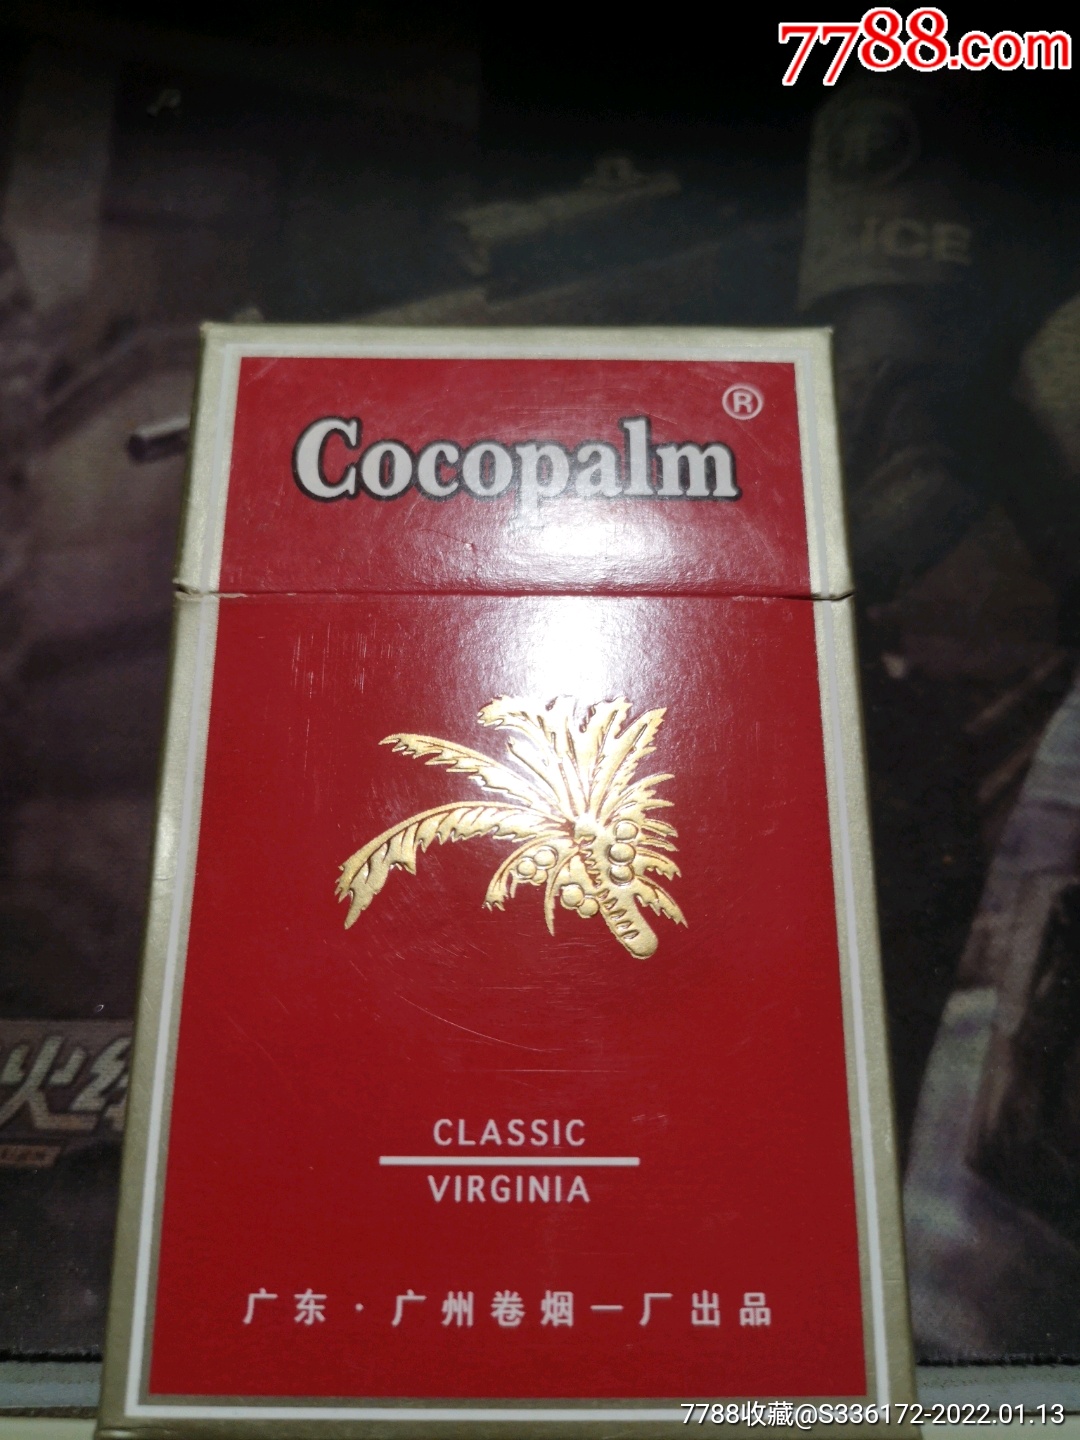 7788.com
ICE
Cocopalm®
CLASSIC
VIRGINIA
广东·广州卷烟一厂出品
7788收藏@S336172-2022.01.13